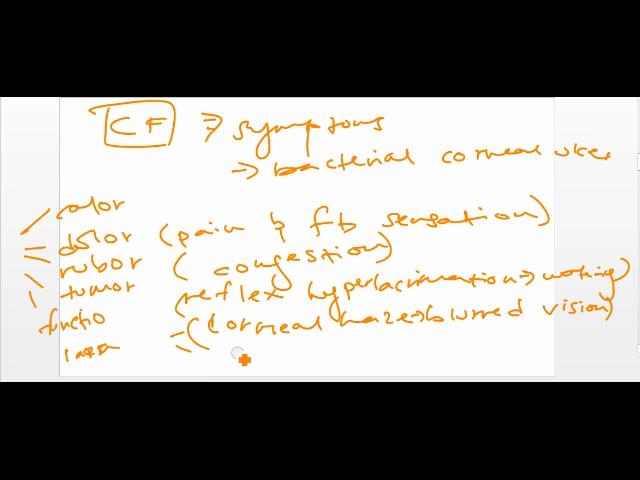 CF => symptoms
-> bacterial corneal ulcer
calor
dolor (pain & fb sensation)
rubor (congestion)
tumor (reflex hyperlacrimation -> watering)
functio (corneal haze -> blurred vision)
laesa